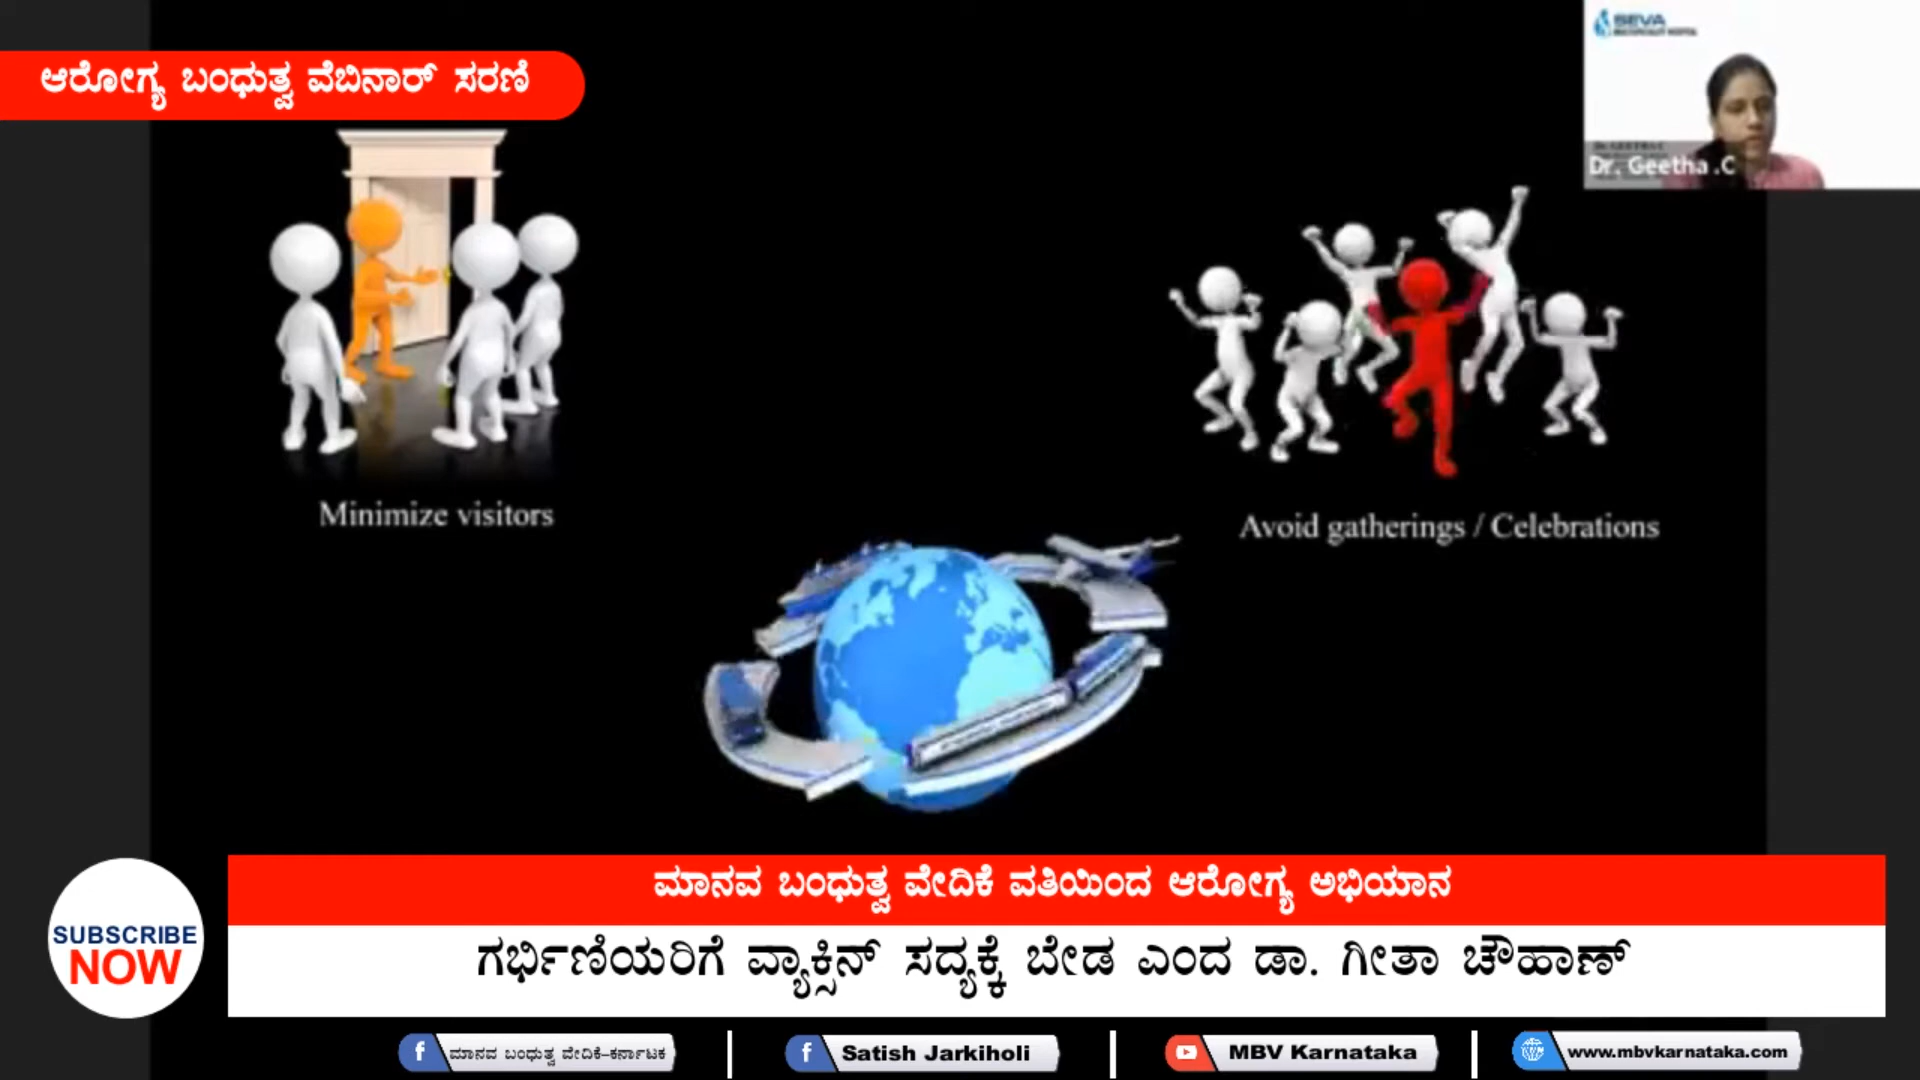 SEVA
ಆರೋಗ್ಯ ಬಂಧುತ್ವ ವೆಬಿನಾರ್ ಸರಣಿ
Dr. Geetha .C
Minimize visitors
Avoid gatherings / Celebrations
ಮಾನವ ಬಂಧುತ್ವ ವೇದಿಕೆ ವತಿಯಿಂದ ಆರೋಗ್ಯ ಅಭಿಯಾನ
SUBSCRIBE
NOW
ಗರ್ಭಿಣಿಯರಿಗೆ ವ್ಯಾಕ್ಸಿನ್ ಸದ್ಯಕ್ಕೆ ಬೇಡ ಎಂದ ಡಾ. ಗೀತಾ ಚೌಹಾಣ್
ಮಾನವ ಬಂಧುತ್ವ ವೇದಿಕೆ-ಕರ್ನಾಟಕ
Satish Jarkiholi
MBV Karnataka
www.mbvkarnataka.com